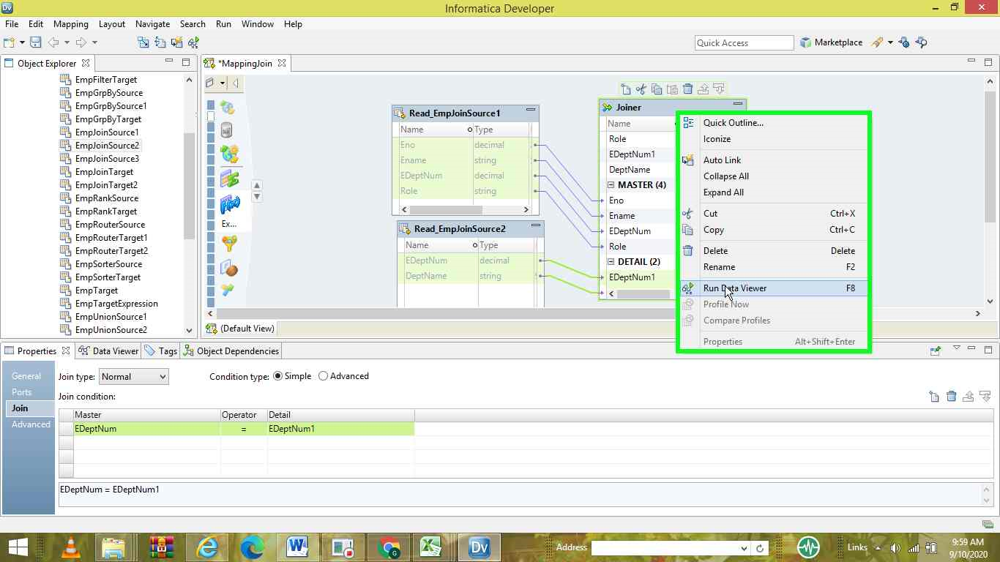 Dv
Informatica Developer
File Edit Mapping Layout Navigate Search Run Window Help
Quick Access
Marketplace
Object Explorer
EmpFilterTarget
EmpGrpBySource
EmpGrpBySource1
EmpGrpByTarget
EmpJoinSource1
EmpJoinSource2
EmpJoinSource3
EmpJoinTarget
EmpJoinTarget2
EmpRankSource
EmpRankTarget
EmpRouterSource
EmpRouterTarget1
EmpRouterTarget2
EmpSorterSource
EmpSorterTarget
EmpTarget
EmpTargetExpression
EmpUnionSource1
EmpUnionSource2
*MappingJoin
Ex...
Read_EmpJoinSource1
Name Type
Eno decimal
Ename string
EDeptNum decimal
Role string
Read_EmpJoinSource2
Name Type
EDeptNum decimal
DeptName string
Joiner
Name
Role
EDeptNum1
DeptName
MASTER (4)
Eno
Ename
EDeptNum
Role
DETAIL (2)
EDeptNum1
Quick Outline...
Iconize
Auto Link
Collapse All
Expand All
Cut Ctrl+X
Copy Ctrl+C
Delete Delete
Rename F2
Run Data Viewer F8
Profile Now
Compare Profiles
Properties Alt+Shift+Enter
(Default View)
Properties Data Viewer Tags Object Dependencies
General
Ports
Join
Advanced
Join type: Normal Condition type: Simple Advanced
Join condition:
Master Operator Detail
EDeptNum = EDeptNum1
EDeptNum = EDeptNum1
Dv
Address
Links
9:59 AM
9/10/2020